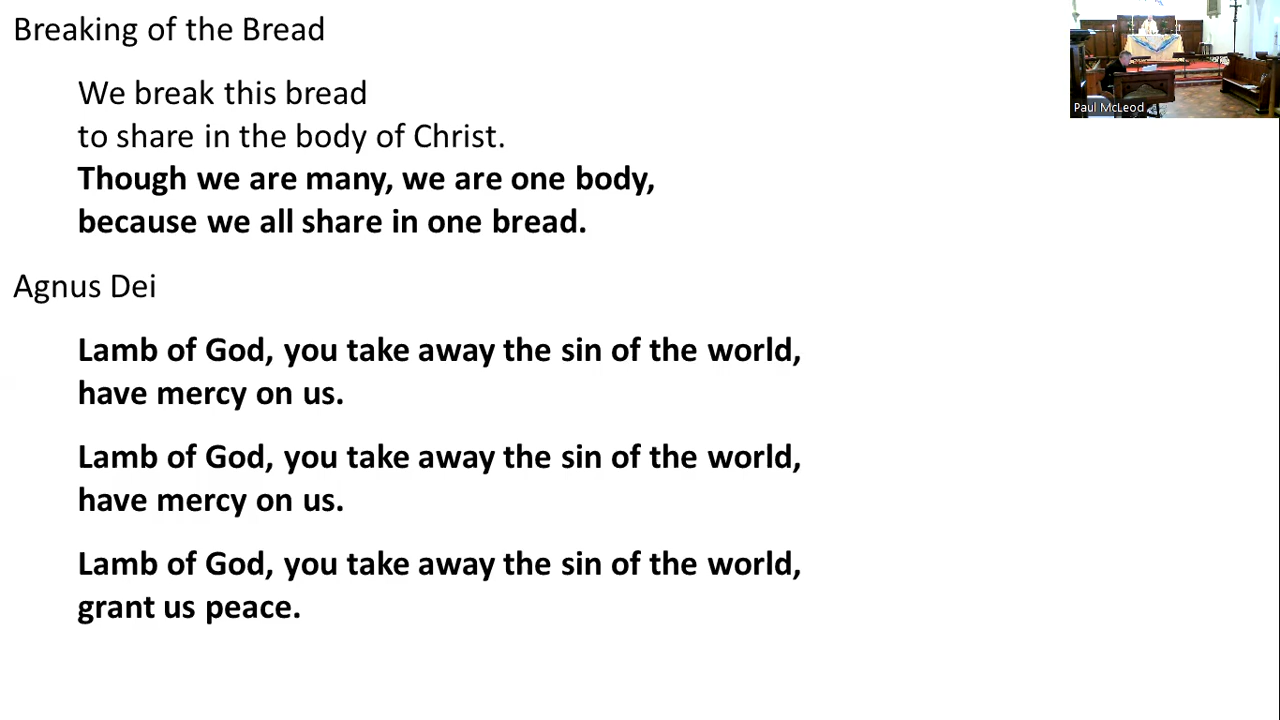 Breaking of the Bread
We break this bread
to share in the body of Christ.
Though we are many, we are one body,
because we all share in one bread.
Agnus Dei
Lamb of God, you take away the sin of the world,
have mercy on us.
Lamb of God, you take away the sin of the world,
have mercy on us.
Lamb of God, you take away the sin of the world,
grant us peace.
Paul McLeod